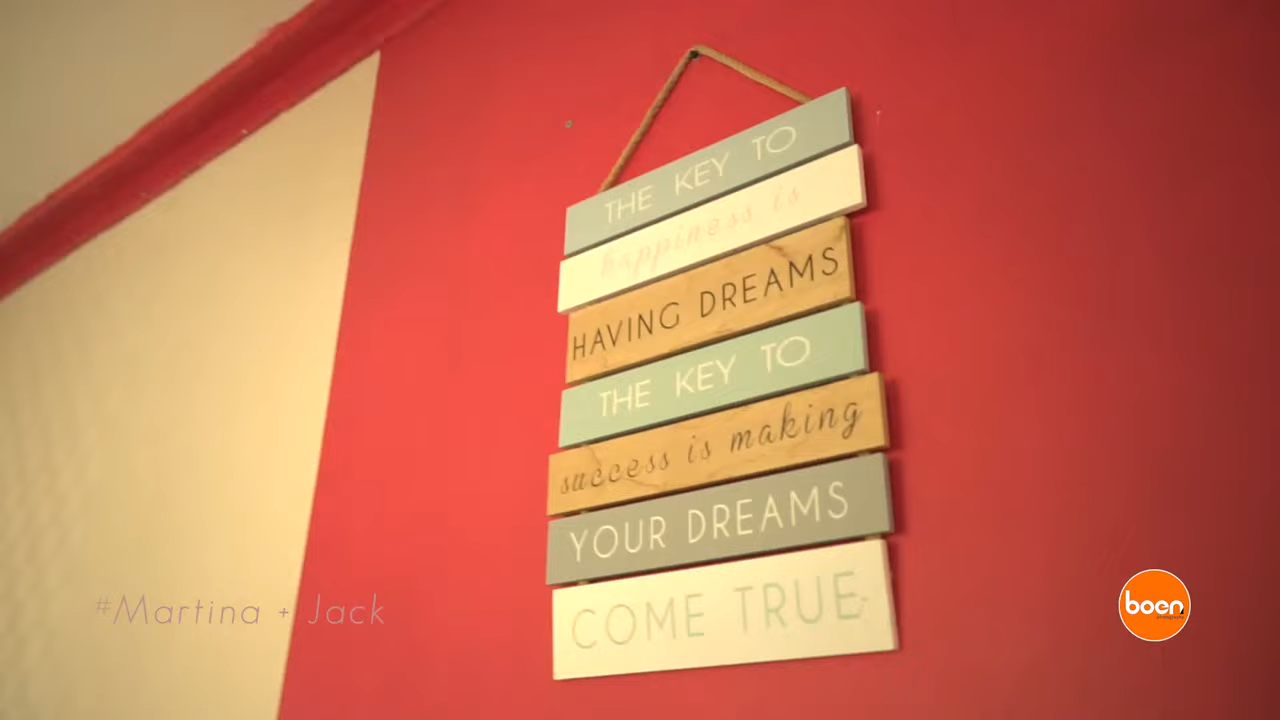 THE KEY TO
happiness is
HAVING DREAMS
THE KEY TO
success is making
YOUR DREAMS
COME TRUE
#Martina + Jack
boen